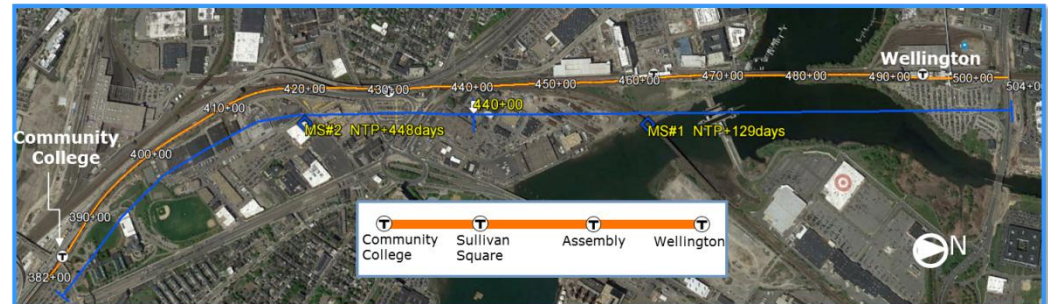 Wellington
450+00
460+00
470+00
480+00
490+00
500+00
504+
440+00
430+00
420+00
440+00
410+00
MS#2 NTP+448days
MS#1 NTP+129days
Community
College
400+00
390+00
382+00
T T T T
Community
College
Sullivan
Square
Assembly
Wellington
N